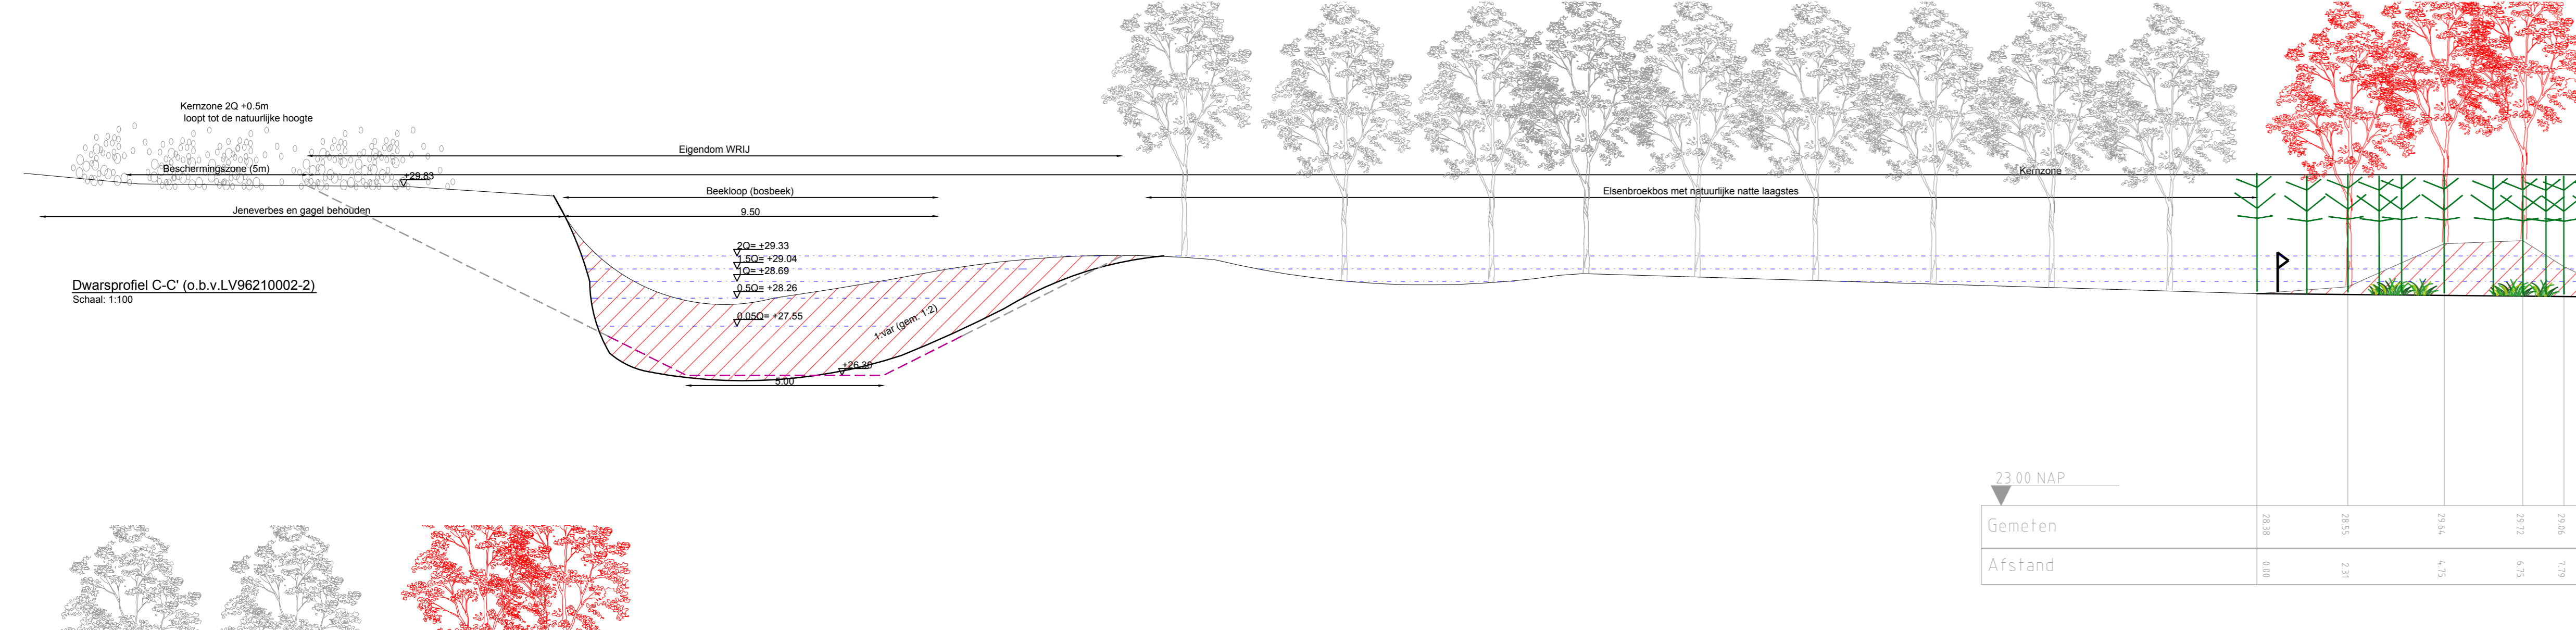 Kernzone 2Q +0.5m
loopt tot de natuurlijke hoogte
Eigendom WRIJ
Beschermingszone (5m)
+29.83
Kernzone
Beekloop (bosbeek)
Elsenbroekbos met natuurlijke natte laagstes
Jeneverbes en gagel behouden
9.50
2Q= +29.33
1.5Q= +29.04
1Q= +28.69
0.5Q= +28.26
0.05Q= +27.55
1:var (gem. 1:2)
Dwarsprofiel C-C' (o.b.v.LV96210002-2)
Schaal: 1:100
+26.30
5.00
23.00 NAP
Gemeten 28.38 28.55 29.64 29.72 29.06
Afstand 0.00 2.31 4.75 6.75 7.79